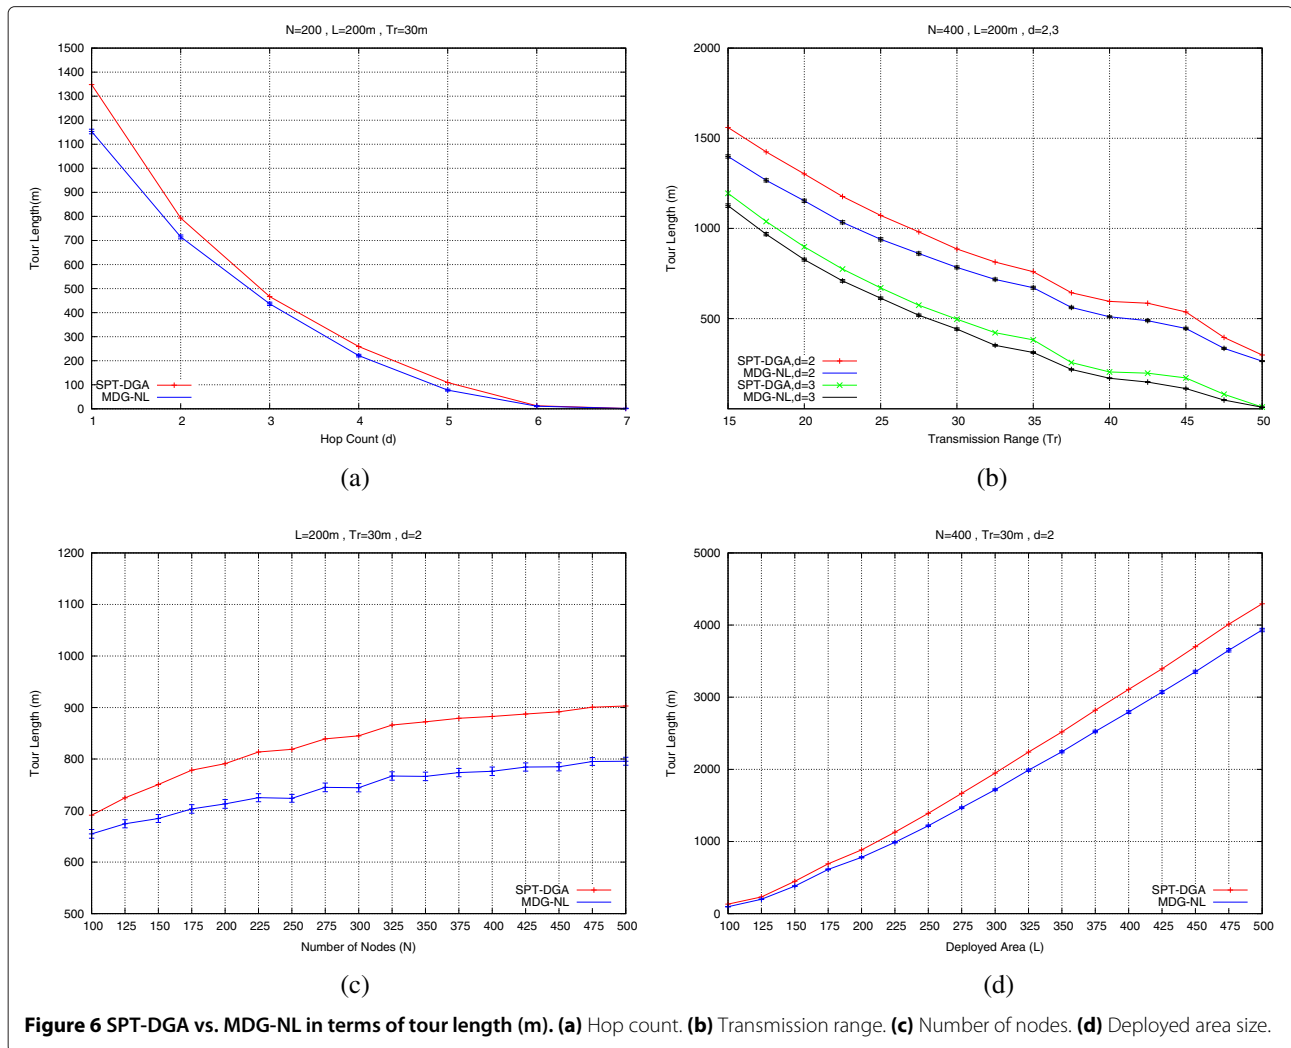 N=200 , L=200m , Tr=30m
1500
1400
1300
1200
1100
1000
900
800
700
600
500
400
300
200
100
0
Tour Length(m)
SPT-DGA
MDG-NL
1 2 3 4 5 6 7
Hop Count (d)
(a)
N=400 , L=200m , d=2,3
2000
1500
1000
500
Tour Length (m)
SPT-DGA,d=2
MDG-NL,d=2
SPT-DGA,d=3
MDG-NL,d=3
15 20 25 30 35 40 45 50
Transmission Range (Tr)
(b)
L=200m , Tr=30m , d=2
1200
1100
1000
900
800
700
600
500
Tour Length (m)
SPT-DGA
MDG-NL
100 125 150 175 200 225 250 275 300 325 350 375 400 425 450 475 500
Number of Nodes (N)
(c)
N=400 , Tr=30m , d=2
5000
4000
3000
2000
1000
0
Tour Length (m)
SPT-DGA
MDG-NL
100 125 150 175 200 225 250 275 300 325 350 375 400 425 450 475 500
Deployed Area (L)
(d)
Figure 6 SPT-DGA vs. MDG-NL in terms of tour length (m). (a) Hop count. (b) Transmission range. (c) Number of nodes. (d) Deployed area size.